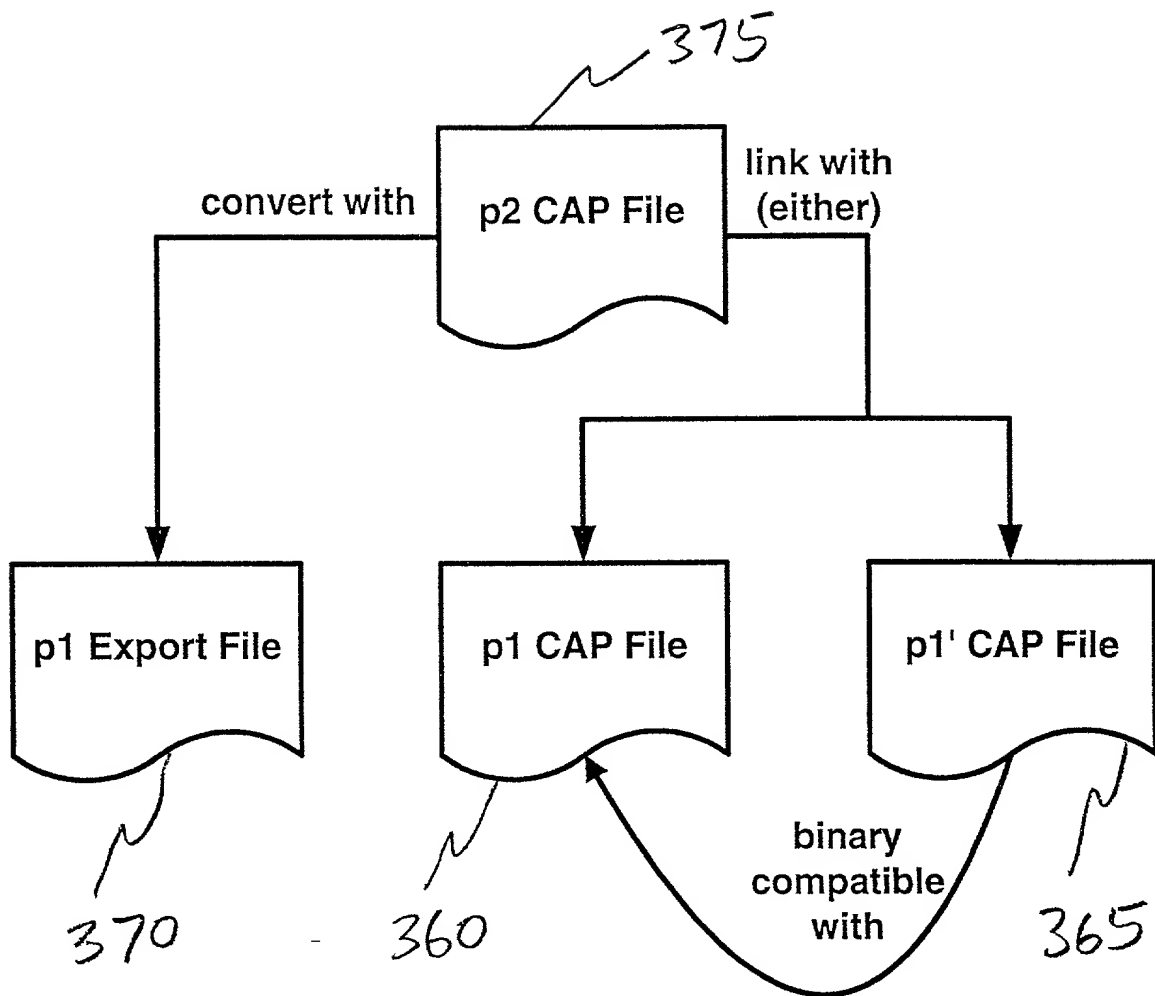 375
convert with
p2 CAP File
link with
(either)
p1 Export File
p1 CAP File
p1' CAP File
binary
compatible
with
370
360
365